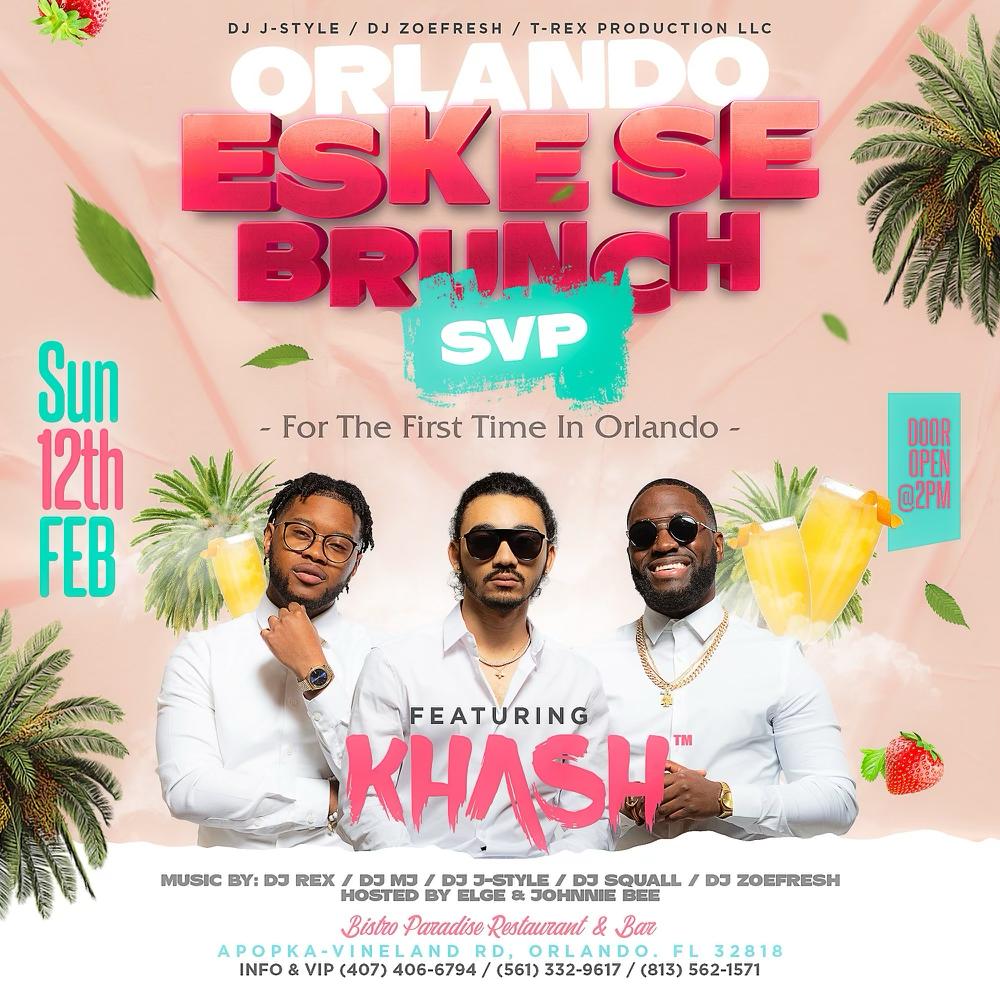 DJ J-STYLE / DJ ZOEFRESH / T-REX PRODUCTION LLC
ORLANDO
ESKE SE
BRUNCH
SVP
- For The First Time In Orlando -
Sun
12th
FEB
DOOR
OPEN
@2PM
FEATURING
KHASH™
MUSIC BY: DJ REX / DJ MJ / DJ J-STYLE / DJ SQUALL / DJ ZOEFRESH
HOSTED BY ELGE & JOHNNIE BEE
Bistro Paradise Restaurant & Bar
APOPKA-VINELAND RD, ORLANDO. FL 32818
INFO & VIP (407) 406-6794 / (561) 332-9617 / (813) 562-1571